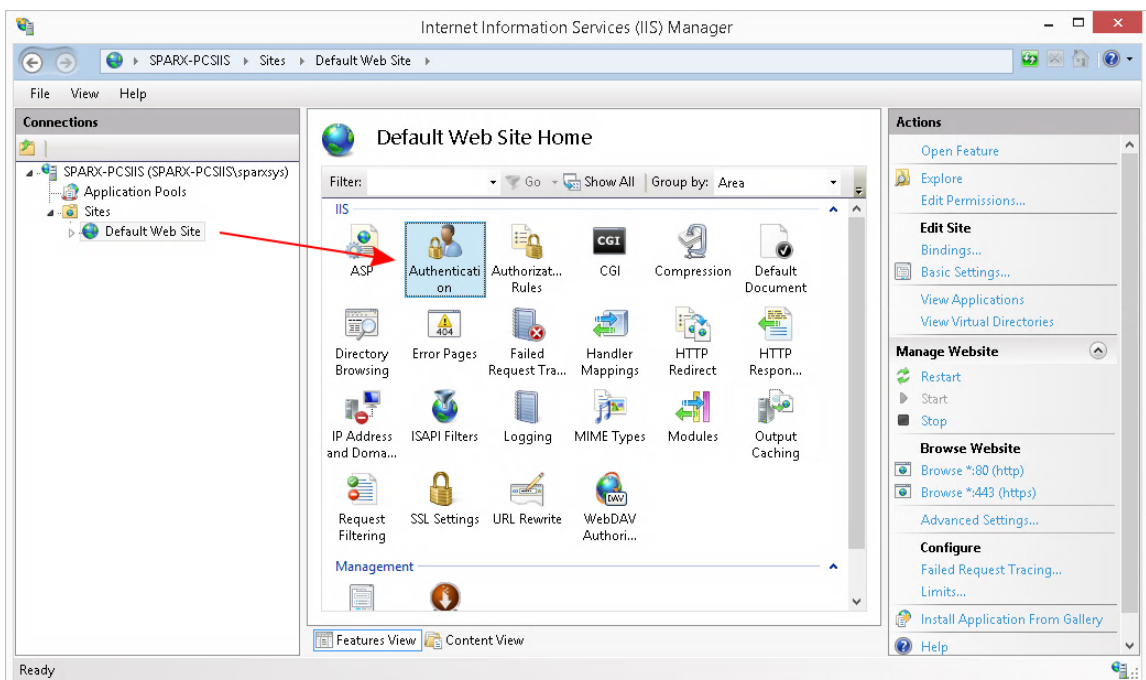 Internet Information Services (IIS) Manager
SPARX-PCSIIS Sites Default Web Site
File View Help
Connections
SPARX-PCSIIS (SPARX-PCSIIS\sparxsys)
Application Pools
Sites
Default Web Site
Default Web Site Home
Filter: Go Show All Group by: Area
IIS
ASP
Authenticati
on
Authorizat...
Rules
CGI
CGI
Compression
Default
Document
Directory
Browsing
404
Error Pages
Failed
Request Tra...
Handler
Mappings
HTTP
Redirect
HTTP
Respon...
IP Address
and Doma...
ISAPI Filters
Logging
MIME Types
Modules
Output
Caching
Request
Filtering
SSL Settings
URL Rewrite
DAV
WebDAV
Authori...
Management
Features View Content View
Actions
Open Feature
Explore
Edit Permissions...
Edit Site
Bindings...
Basic Settings...
View Applications
View Virtual Directories
Manage Website
Restart
Start
Stop
Browse Website
Browse *:80 (http)
Browse *:443 (https)
Advanced Settings...
Configure
Failed Request Tracing...
Limits...
Install Application From Gallery
Help
Ready